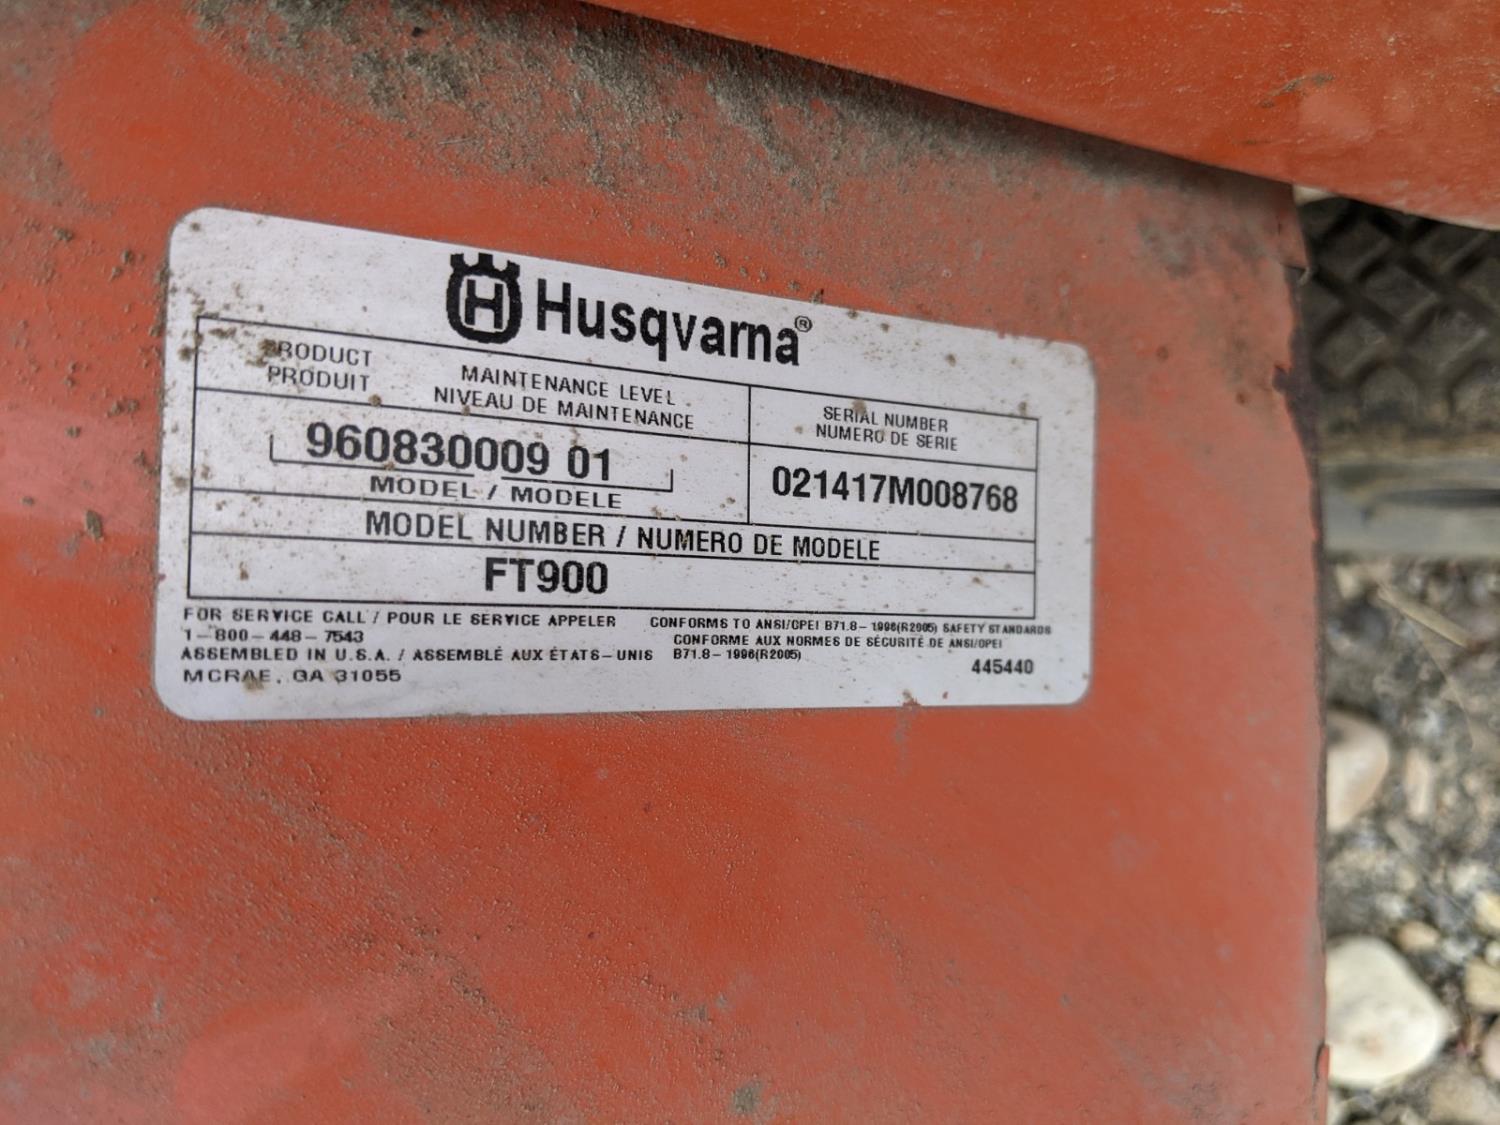 Husqvarna®
PRODUCT
PRODUIT
MAINTENANCE LEVEL
NIVEAU DE MAINTENANCE
SERIAL NUMBER
NUMERO DE SERIE
960830009 01
MODEL / MODELE
021417M008768
MODEL NUMBER / NUMERO DE MODELE
FT900
FOR SERVICE CALL / POUR LE SERVICE APPELER
1-800-448-7543
ASSEMBLED IN U.S.A. / ASSEMBLÉ AUX ÉTATS-UNIS
MCRAE, GA 31055
CONFORMS TO ANSI/OPEI B71.8-1996(R2005) SAFETY STANDARDS
CONFORME AUX NORMES DE SÉCURITÉ DE ANSI/OPEI
B71.8-1996(R2005)
445440